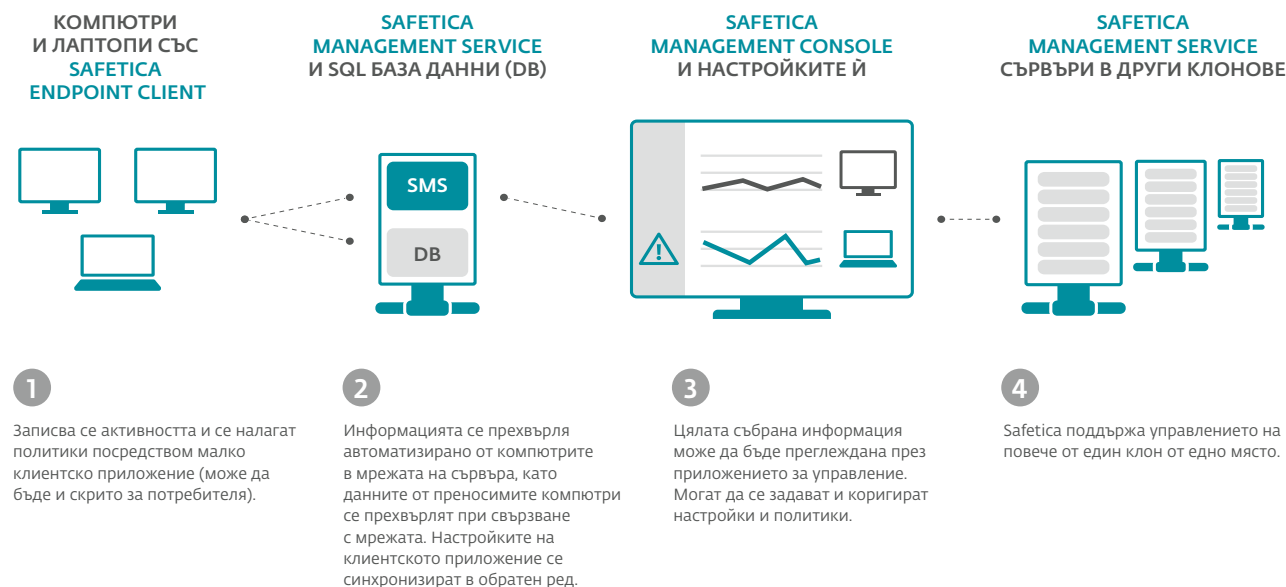 КОМПЮТРИ
И ЛАПТОПИ СЪС
SAFETICA
ENDPOINT CLIENT
SAFETICA
MANAGEMENT SERVICE
И SQL БАЗА ДАННИ (DB)
SAFETICA
MANAGEMENT CONSOLE
И НАСТРОЙКИТЕ Ѝ
SAFETICA
MANAGEMENT SERVICE
СЪРВЪРИ В ДРУГИ КЛОНОВЕ
SMS
DB
1
Записва се активността и се налагат
политики посредством малко
клиентско приложение (може да
бъде и скрито за потребителя).
2
Информацията се прехвърля
автоматизирано от компютрите
в мрежата на сървъра, като
данните от преносимите компютри
се прехвърлят при свързване
с мрежата. Настройките на
клиентското приложение се
синхронизират в обратен ред.
3
Цялата събрана информация
може да бъде преглеждана през
приложението за управление.
Могат да се задават и коригират
настройки и политики.
4
Safetica поддържа управлението на
повече от един клон от едно място.